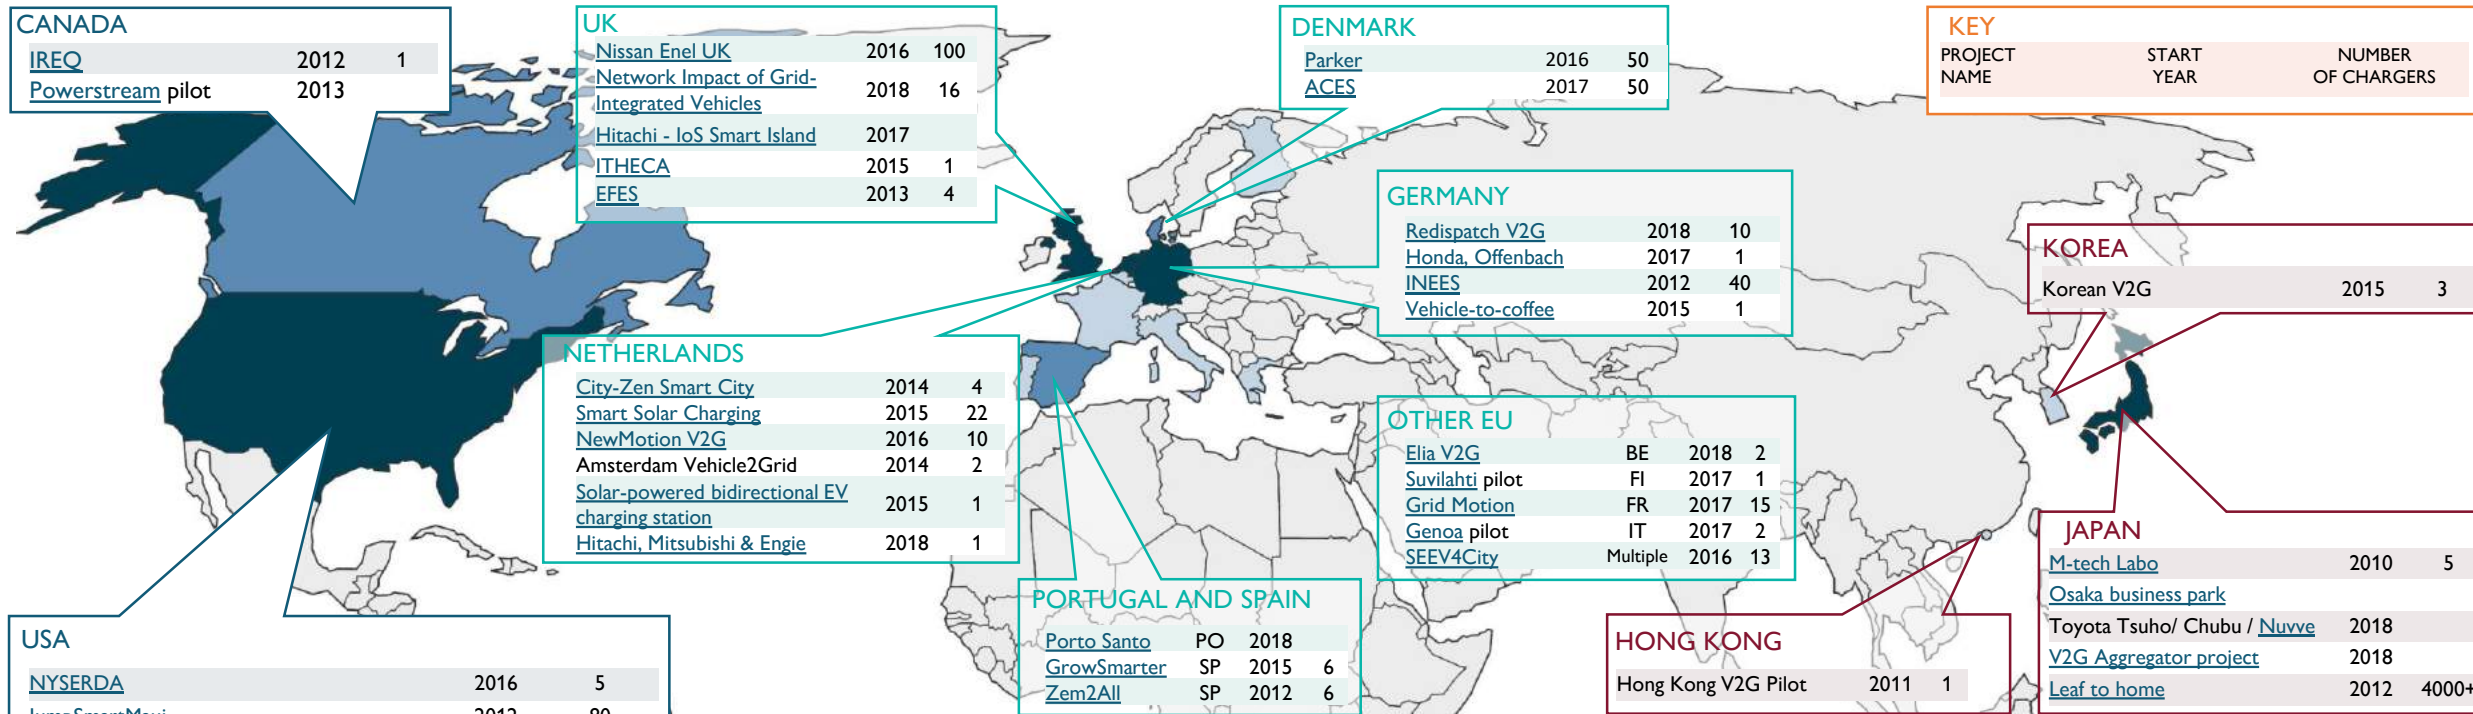 CANADA
IREQ 2012 1
Powerstream pilot 2013
UK
Nissan Enel UK 2016 100
Network Impact of Grid-
Integrated Vehicles 2018 16
Hitachi - IoS Smart Island 2017
ITHECA 2015 1
EFES 2013 4
DENMARK
Parker 2016 50
ACES 2017 50
KEY
PROJECT NAME START YEAR NUMBER OF CHARGERS
GERMANY
Redispatch V2G 2018 10
Honda, Offenbach 2017 1
INEES 2012 40
Vehicle-to-coffee 2015 1
KOREA
Korean V2G 2015 3
NETHERLANDS
City-Zen Smart City 2014 4
Smart Solar Charging 2015 22
NewMotion V2G 2016 10
Amsterdam Vehicle2Grid 2014 2
Solar-powered bidirectional EV
charging station 2015 1
Hitachi, Mitsubishi & Engie 2018 1
OTHER EU
Elia V2G BE 2018 2
Suvilahti pilot FI 2017 1
Grid Motion FR 2017 15
Genoa pilot IT 2017 2
SEEV4City Multiple 2016 13
PORTUGAL AND SPAIN
Porto Santo PO 2018
GrowSmarter SP 2015 6
Zem2All SP 2012 6
HONG KONG
Hong Kong V2G Pilot 2011 1
JAPAN
M-tech Labo 2010 5
Osaka business park
Toyota Tsuho/ Chubu / Nuvve 2018
V2G Aggregator project 2018
Leaf to home 2012 4000+
USA
NYSERDA 2016 5